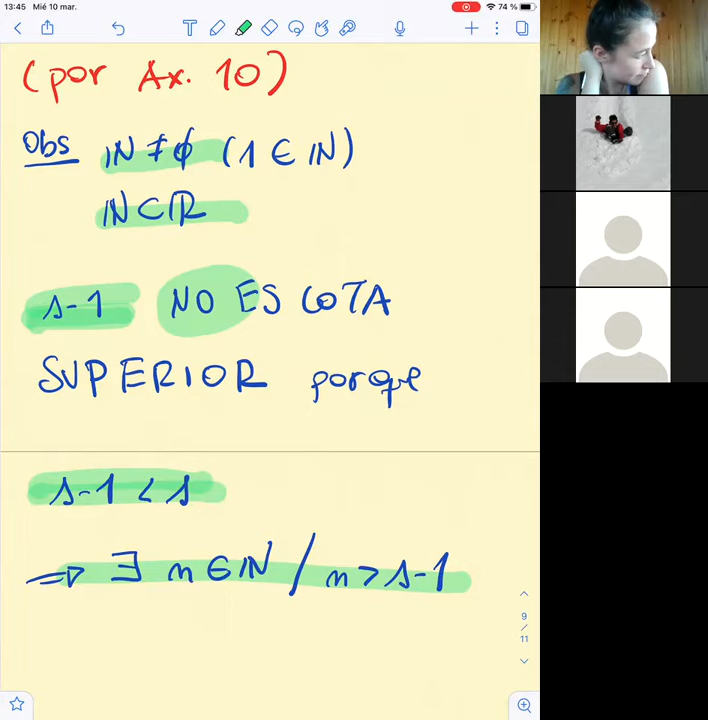 13:45 Mié 10 mar.
74 %
(por Ax. 10)
Obs ℕ ≠ ∅ (1 ∈ ℕ)
ℕ ⊂ ℝ
s-1 NO ES COTA
SUPERIOR porque
s-1 < s
⇒ ∃ n ∈ ℕ / n > s-1
9
/
11